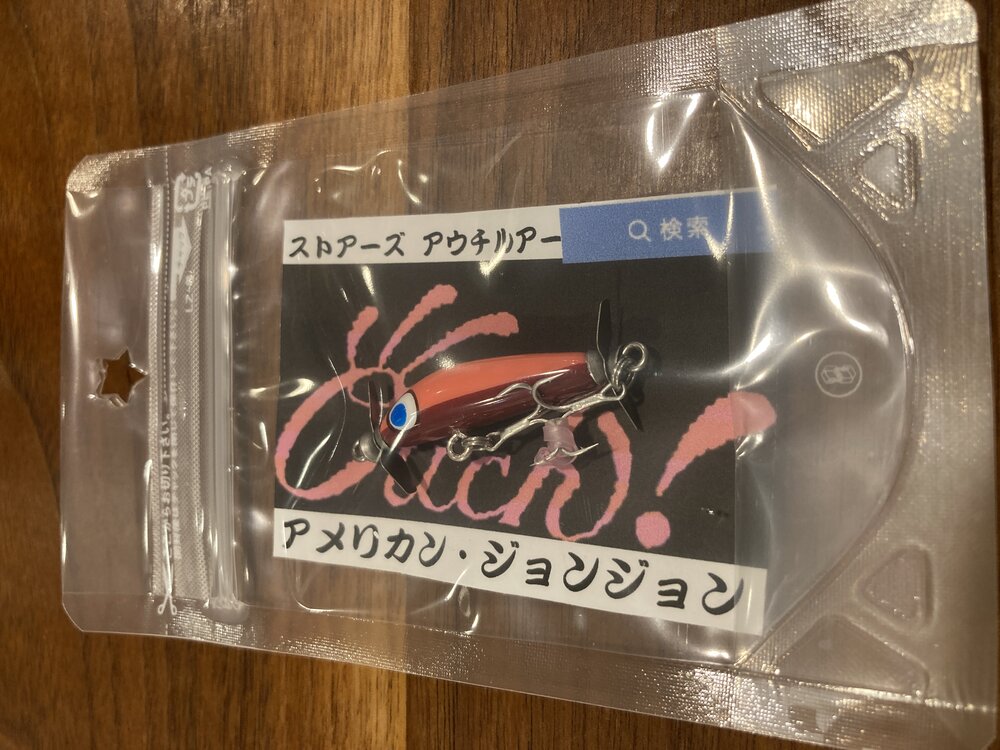 ストアーズ アウチルアー
検索
Ouch!
アメリカン・ジョンジョン